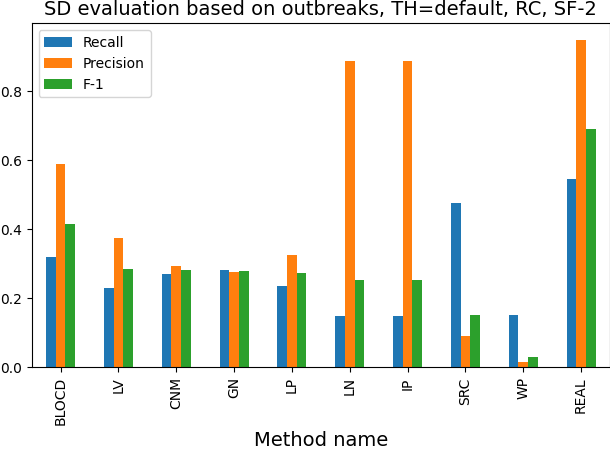 SD evaluation based on outbreaks, TH=default, RC, SF-2
Recall
Precision
F-1
0.8
0.6
0.4
0.2
0.0
BLOCD
LV
CNM
GN
LP
LN
IP
SRC
WP
REAL
Method name